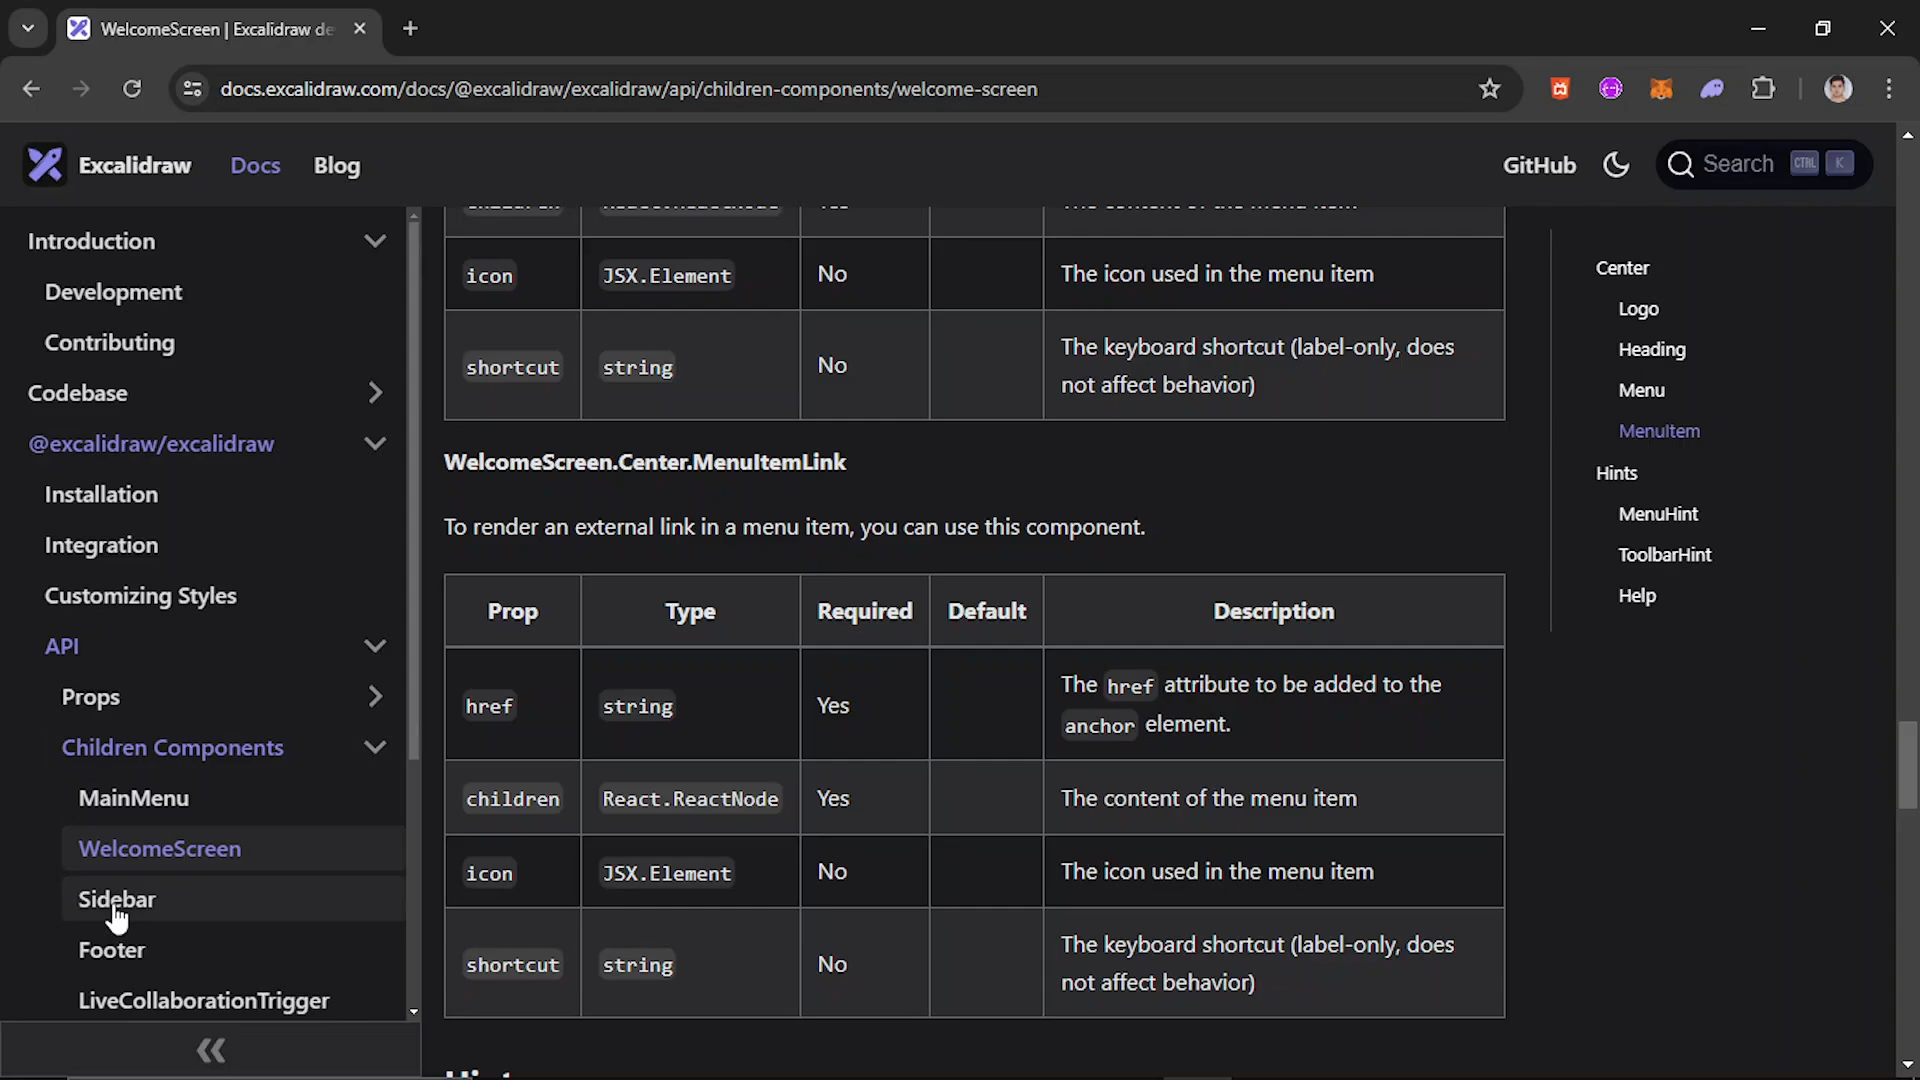 WelcomeScreen | Excalidraw de
docs.excalidraw.com/docs/@excalidraw/excalidraw/api/children-components/welcome-screen
Excalidraw Docs Blog
GitHub Search CTRL K
Introduction
Development
Contributing
Codebase
@excalidraw/excalidraw
Installation
Integration
Customizing Styles
API
Props
Children Components
MainMenu
WelcomeScreen
Sidebar
Footer
LiveCollaborationTrigger
icon JSX.Element No The icon used in the menu item
shortcut string No The keyboard shortcut (label-only, does
not affect behavior)
WelcomeScreen.Center.MenuItemLink
To render an external link in a menu item, you can use this component.
Prop Type Required Default Description
href string Yes The href attribute to be added to the
anchor element.
children React.ReactNode Yes The content of the menu item
icon JSX.Element No The icon used in the menu item
shortcut string No The keyboard shortcut (label-only, does
not affect behavior)
Center
Logo
Heading
Menu
MenuItem
Hints
MenuHint
ToolbarHint
Help